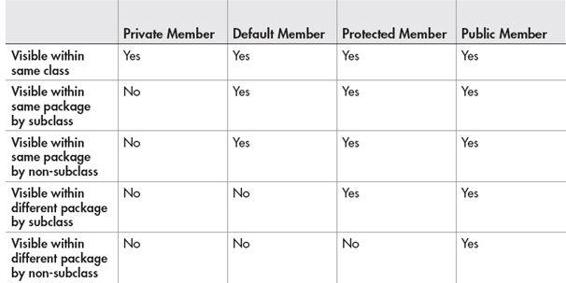 Private Member Default Member Protected Member Public Member
Visible within Yes Yes Yes Yes
same class
Visible within No Yes Yes Yes
same package
by subclass
Visible within No Yes Yes Yes
same package
by non-subclass
Visible within No No Yes Yes
different package
by subclass
Visible within No No No Yes
different package
by non-subclass